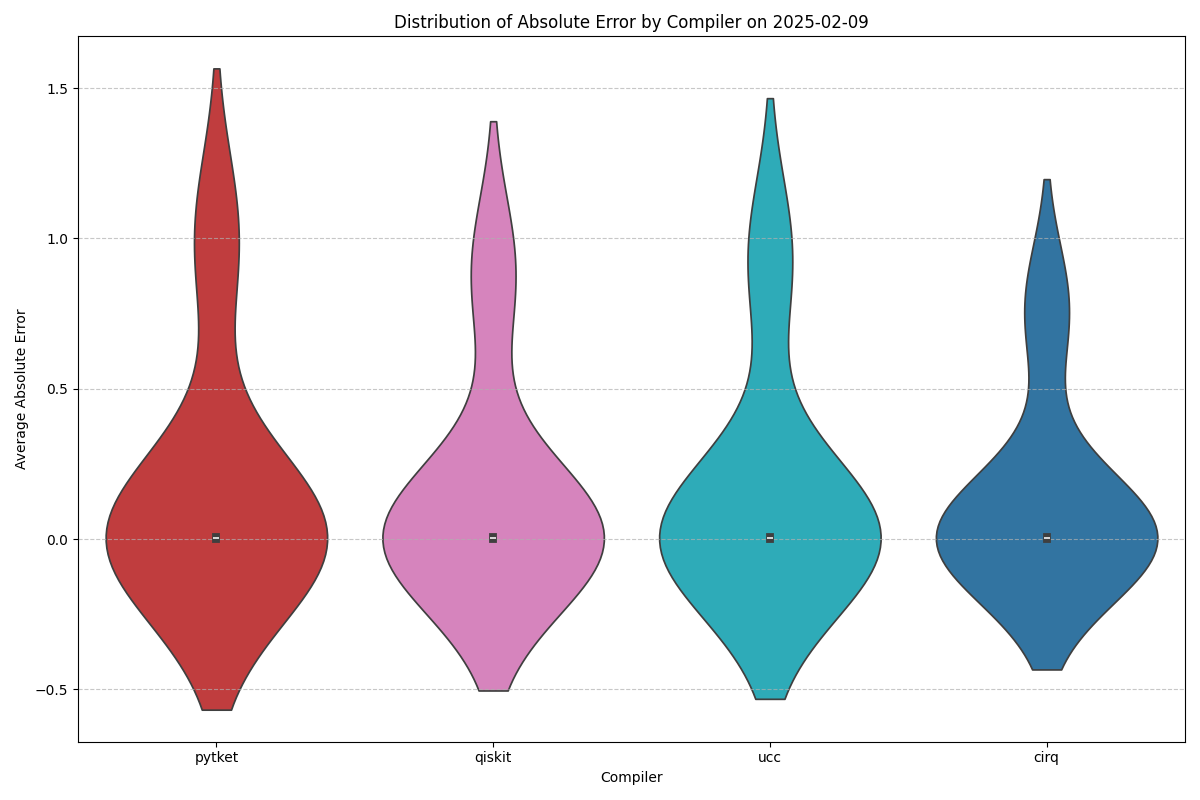 Distribution of Absolute Error by Compiler on 2025-02-09
1.5
1.0
0.5
0.0
−0.5
Average Absolute Error
pytket
qiskit
ucc
cirq
Compiler